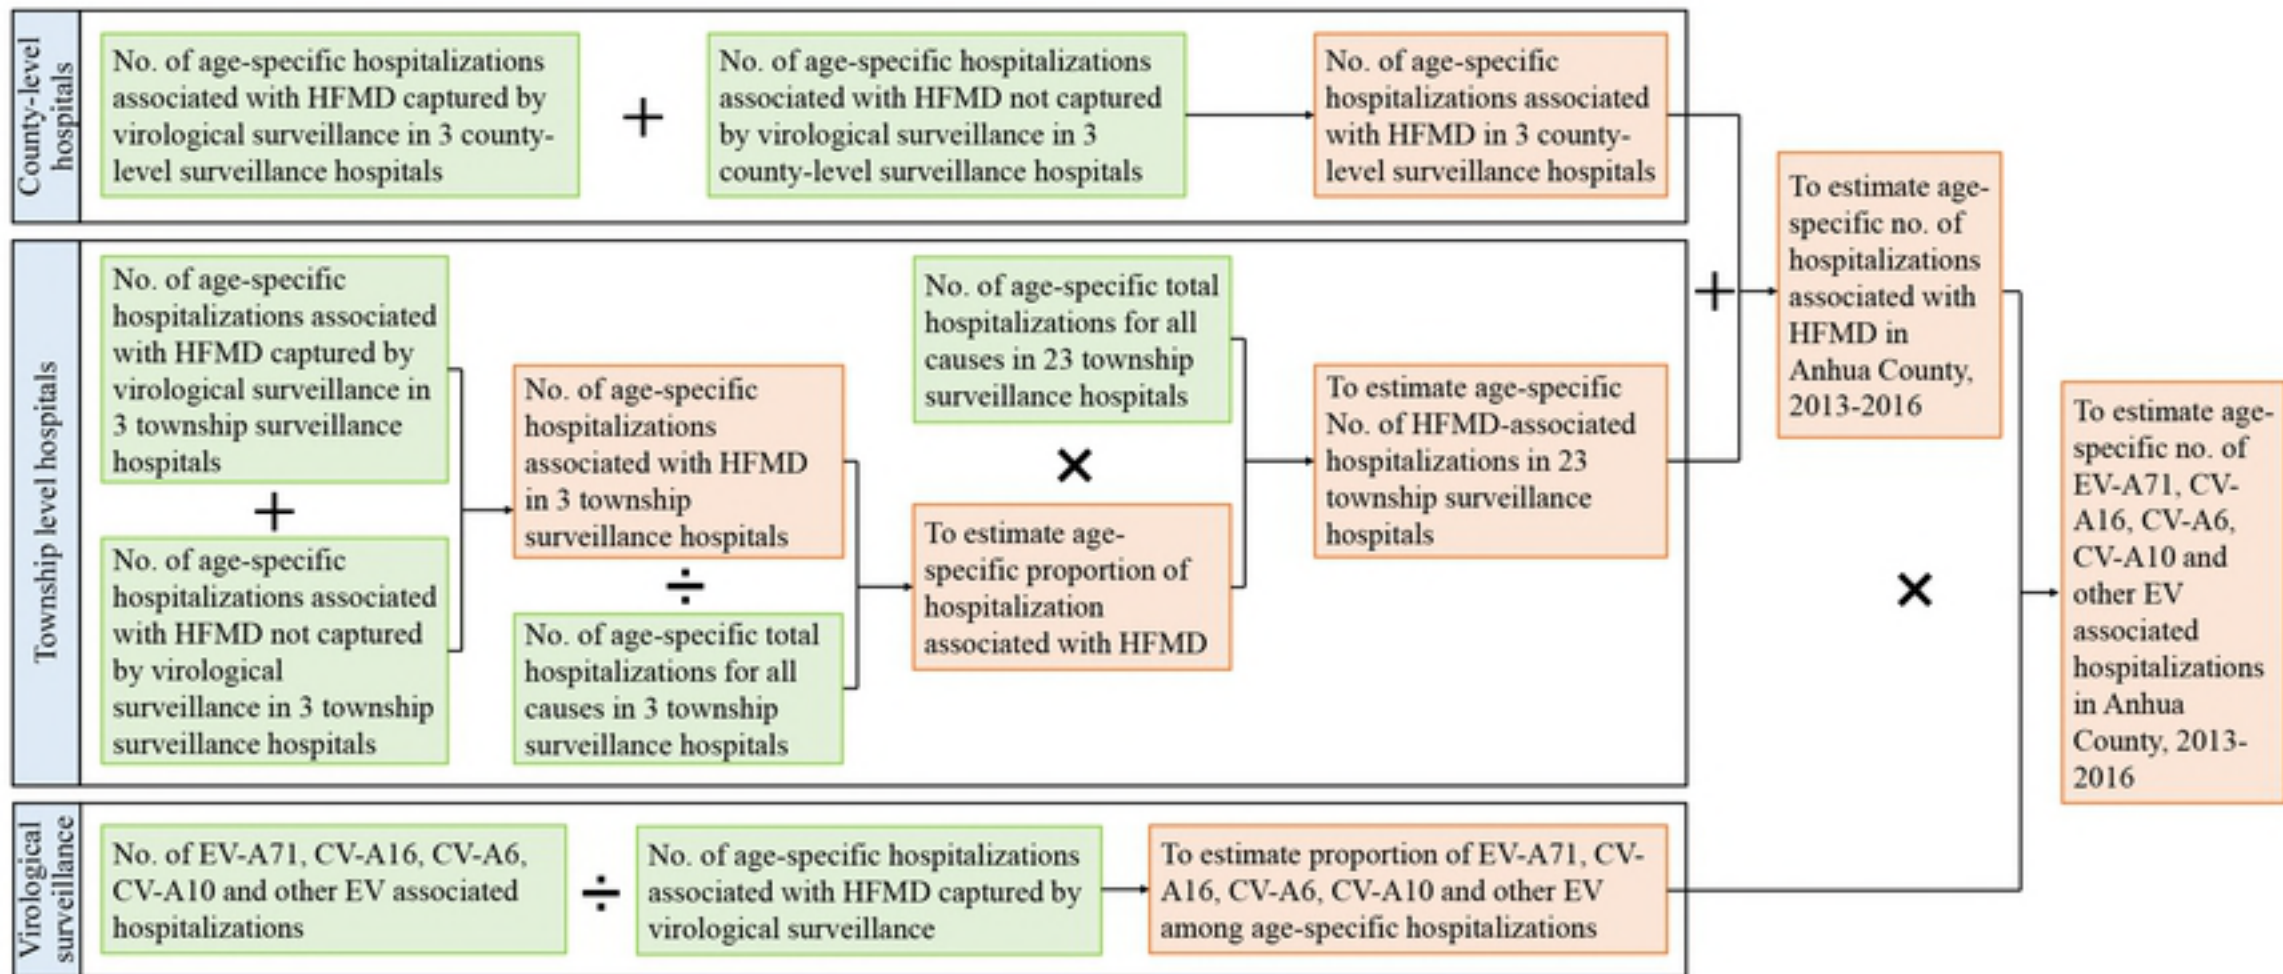 County-level
hospitals
No. of age-specific hospitalizations
associated with HFMD captured by
virological surveillance in 3 county-
level surveillance hospitals
+
No. of age-specific hospitalizations
associated with HFMD not captured
by virological surveillance in 3
county-level surveillance hospitals
No. of age-specific
hospitalizations associated
with HFMD in 3 county-
level surveillance hospitals
Township level hospitals
No. of age-specific
hospitalizations associated
with HFMD captured by
virological surveillance in
3 township surveillance
hospitals
+
No. of age-specific
hospitalizations associated
with HFMD not captured
by virological
surveillance in 3 township
surveillance hospitals
No. of age-specific
hospitalizations
associated with HFMD
in 3 township
surveillance hospitals
÷
No. of age-specific total
hospitalizations for all
causes in 3 township
surveillance hospitals
No. of age-specific total
hospitalizations for all
causes in 23 township
surveillance hospitals
×
To estimate age-
specific proportion of
hospitalization
associated with HFMD
To estimate age-specific
No. of HFMD-associated
hospitalizations in 23
township surveillance
hospitals
+
To estimate age-
specific no. of
hospitalizations
associated with
HFMD in
Anhua County,
2013-2016
×
To estimate age-
specific no. of
EV-A71, CV-
A16, CV-A6,
CV-A10 and
other EV
associated
hospitalizations
in Anhua
County, 2013-
2016
Virological
surveillance
No. of EV-A71, CV-A16, CV-A6,
CV-A10 and other EV associated
hospitalizations
÷
No. of age-specific hospitalizations
associated with HFMD captured by
virological surveillance
To estimate proportion of EV-A71, CV-
A16, CV-A6, CV-A10 and other EV
among age-specific hospitalizations